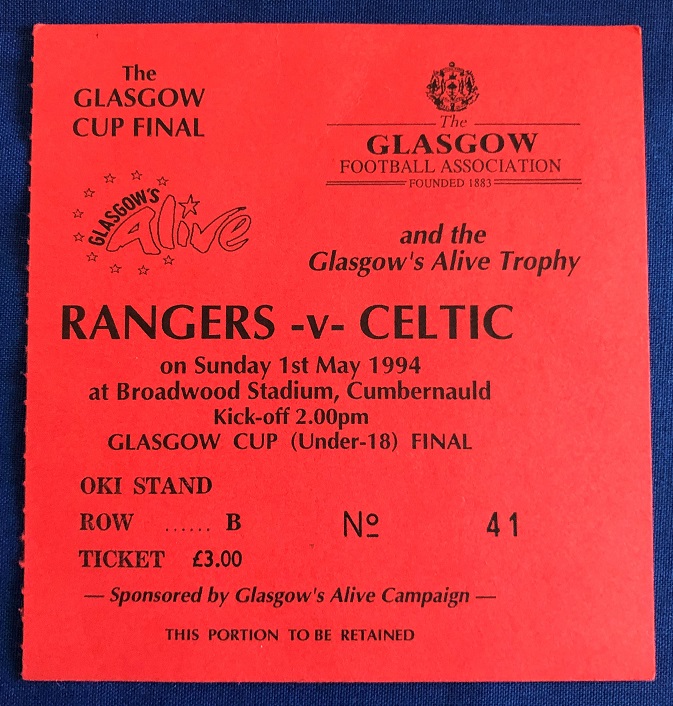 The
GLASGOW
CUP FINAL
The
GLASGOW
FOOTBALL ASSOCIATION
FOUNDED 1883
GLASGOW'S
Alive
and the
Glasgow's Alive Trophy
RANGERS -v- CELTIC
on Sunday 1st May 1994
at Broadwood Stadium, Cumbernauld
Kick-off 2.00pm
GLASGOW CUP (Under-18) FINAL
OKI STAND
ROW ...... B Nº 41
TICKET £3.00
— Sponsored by Glasgow's Alive Campaign —
THIS PORTION TO BE RETAINED